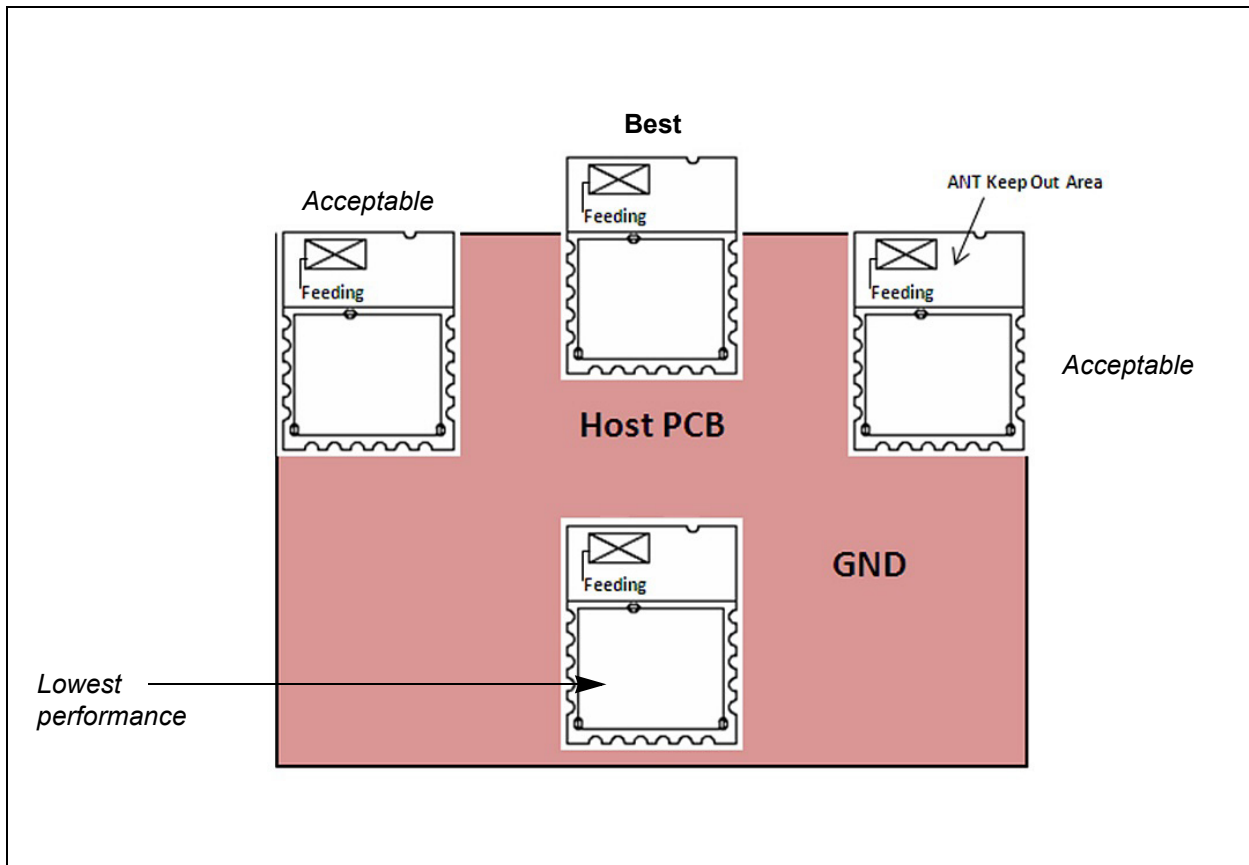 Best
Acceptable
ANT Keep Out Area
Feeding
Feeding
Feeding
Acceptable
Host PCB
Feeding
GND
Lowest
performance